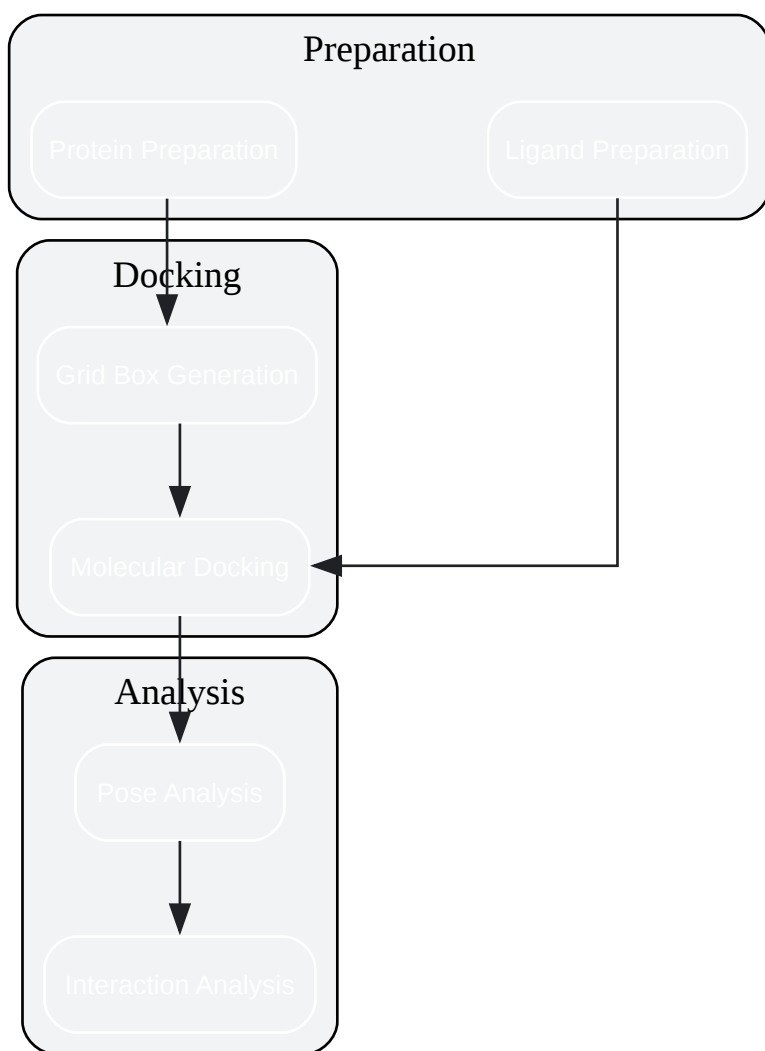 Preparation
Protein Preparation
Ligand Preparation
Docking
Grid Box Generation
Molecular Docking
Analysis
Pose Analysis
Interaction Analysis